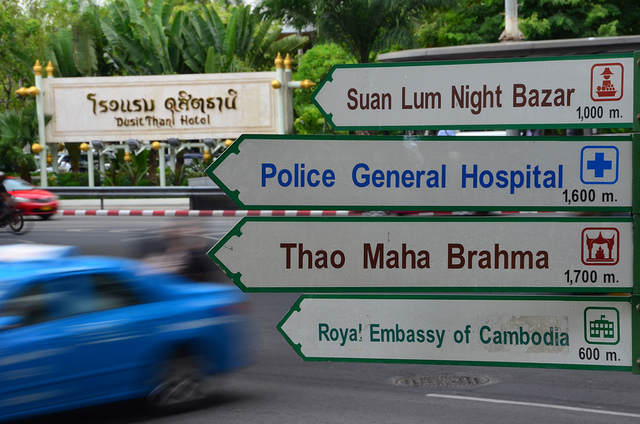 โรงแรม ดุสิตธานี
Dusit Thani Hotel
Suan Lum Night Bazar
1,000 m.
Police General Hospital
1,600 m.
Thao Maha Brahma
1,700 m.
Royal Embassy of Cambodia
600 m.